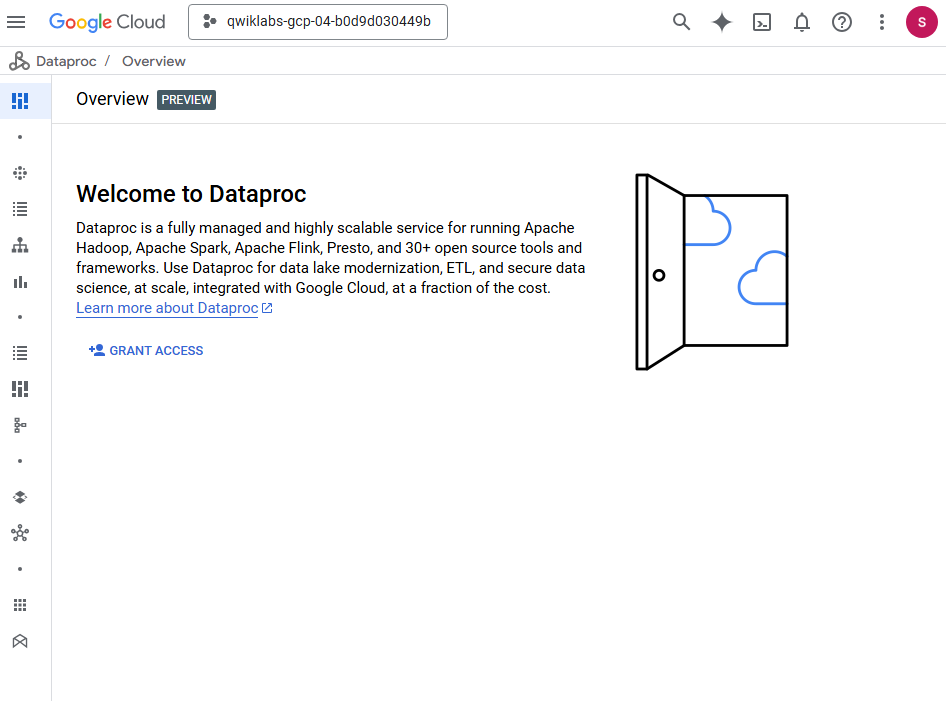 Google Cloud
qwiklabs-gcp-04-b0d9d030449b
S
Dataproc / Overview
Overview PREVIEW
Welcome to Dataproc
Dataproc is a fully managed and highly scalable service for running Apache
Hadoop, Apache Spark, Apache Flink, Presto, and 30+ open source tools and
frameworks. Use Dataproc for data lake modernization, ETL, and secure data
science, at scale, integrated with Google Cloud, at a fraction of the cost.
Learn more about Dataproc
GRANT ACCESS